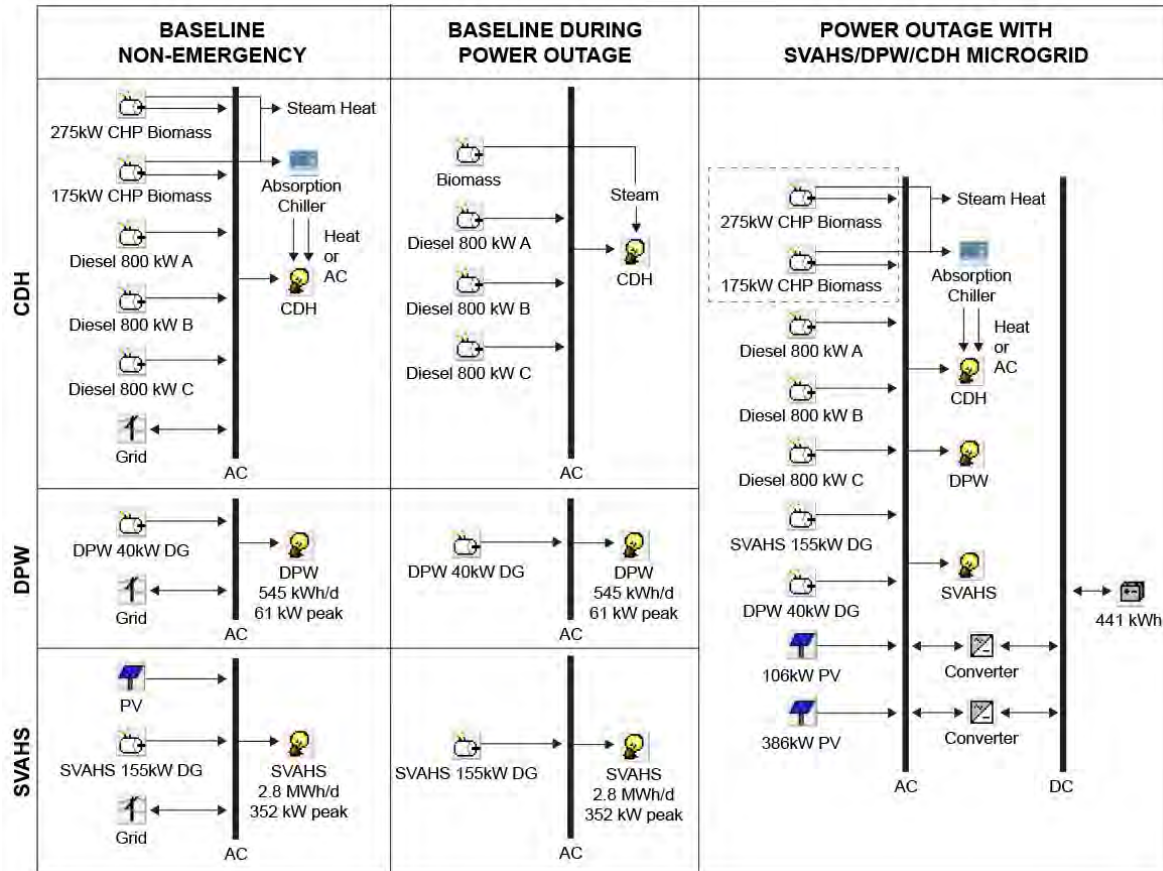 BASELINE
NON-EMERGENCY
BASELINE DURING
POWER OUTAGE
POWER OUTAGE WITH
SVAHS/DPW/CDH MICROGRID
CDH
275kW CHP Biomass
Steam Heat
175kW CHP Biomass
Absorption
Chiller
Diesel 800 kW A
Heat
or
AC
CDH
Diesel 800 kW B
Diesel 800 kW C
Grid
AC
Biomass
Steam
Diesel 800 kW A
CDH
Diesel 800 kW B
Diesel 800 kW C
AC
DPW
DPW 40kW DG
DPW
545 kWh/d
61 kW peak
Grid
AC
DPW 40kW DG
DPW
545 kWh/d
61 kW peak
AC
SVAHS
PV
SVAHS 155kW DG
SVAHS
2.8 MWh/d
352 kW peak
Grid
AC
SVAHS 155kW DG
SVAHS
2.8 MWh/d
352 kW peak
AC
275kW CHP Biomass
Steam Heat
175kW CHP Biomass
Absorption
Chiller
Diesel 800 kW A
Heat
or
AC
CDH
Diesel 800 kW B
Diesel 800 kW C
DPW
SVAHS 155kW DG
SVAHS
DPW 40kW DG
441 kWh
106kW PV
Converter
386kW PV
Converter
AC
DC